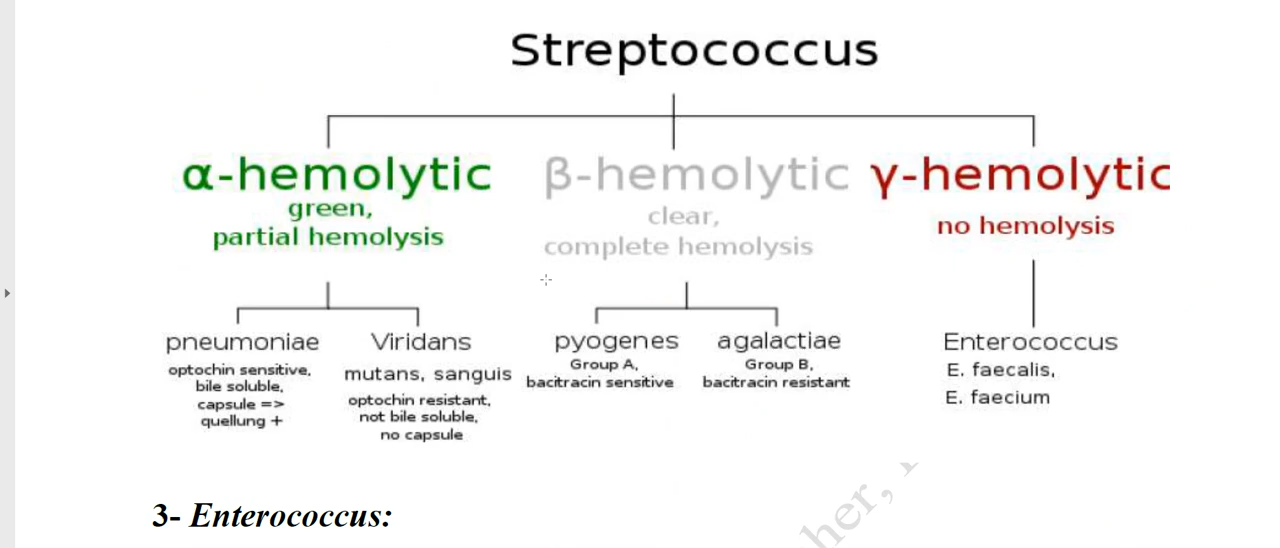 Streptococcus
α-hemolytic
green,
partial hemolysis
β-hemolytic
clear,
complete hemolysis
γ-hemolytic
no hemolysis
pneumoniae
optochin sensitive,
bile soluble,
capsule =>
quellung +
Viridans
mutans, sanguis
optochin resistant,
not bile soluble,
no capsule
pyogenes
Group A,
bacitracin sensitive
agalactiae
Group B,
bacitracin resistant
Enterococcus
E. faecalis,
E. faecium
3- Enterococcus: